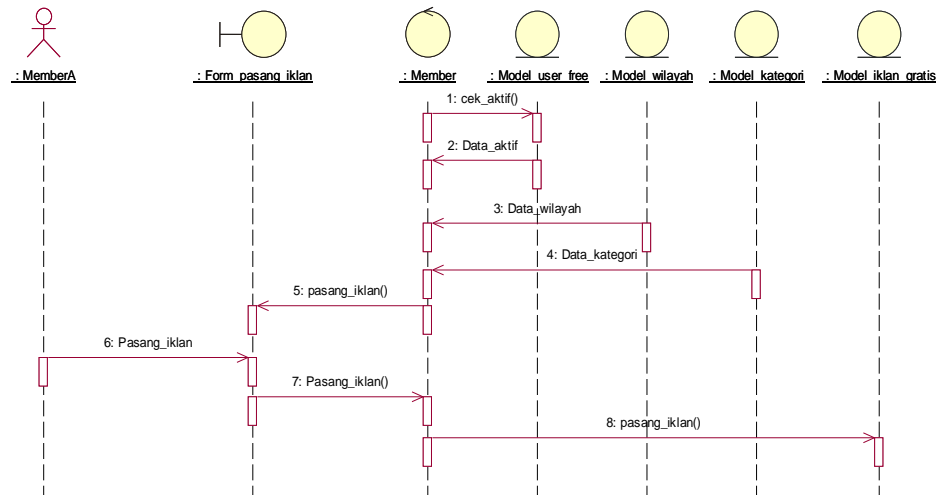 : MemberA
: Form_pasang_iklan
: Member
: Model_user_free
: Model_wilayah
: Model_kategori
: Model_iklan_gratis
1: cek_aktif()
2: Data_aktif
3: Data_wilayah
4: Data_kategori
5: pasang_iklan()
6: Pasang_iklan
7: Pasang_iklan()
8: pasang_iklan()